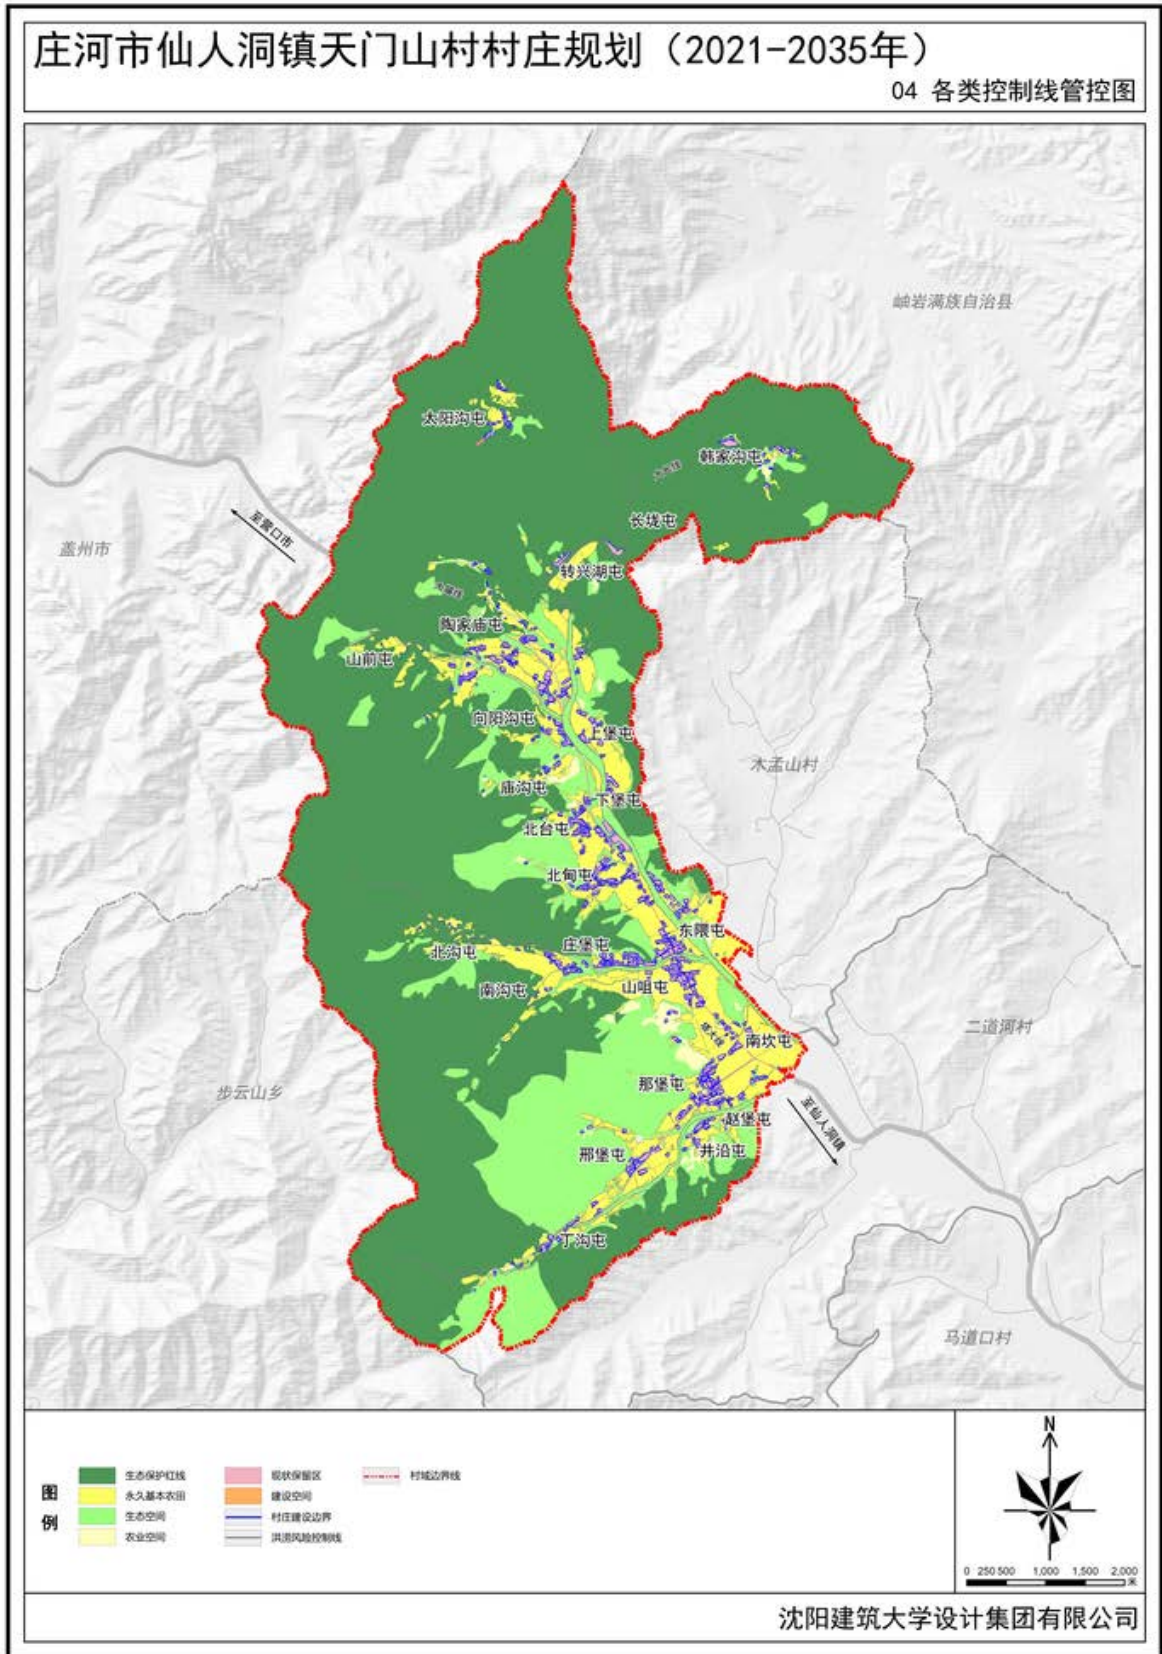 庄河市仙人洞镇天门山村村庄规划（2021-2035年）
04 各类控制线管控图
岫岩满族自治县
太阳沟屯
韩家沟屯
长垅屯
至营口市
盖州市
转兴湖屯
陶家庙屯
山前屯
向阳沟屯
上堡屯
木孟山村
庙沟屯
下堡屯
北台屯
北甸屯
东隈屯
庄堡屯
北沟屯
南沟屯
山咀屯
二道河村
南坎屯
那堡屯
步云山乡
至仙人洞镇
赵堡屯
井沿屯
邢堡屯
丁沟屯
马道口村
图例
生态保护红线
永久基本农田
生态空间
农业空间
现状保留区
建设空间
村庄建设边界
洪涝风险控制线
村域边界线
N
0 250 500 1,000 1,500 2,000
米
沈阳建筑大学设计集团有限公司